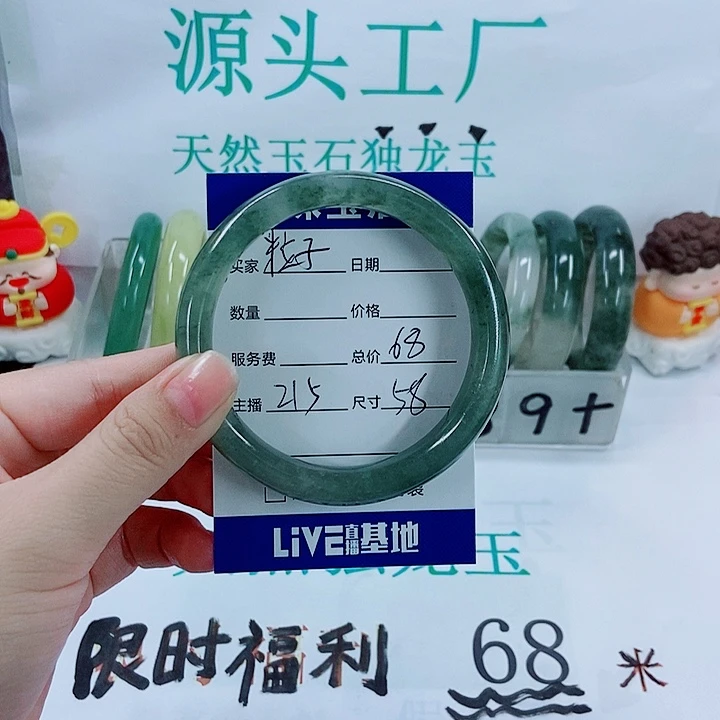 源头工厂
天然玉石独龙玉
买家 日期
数量 价格
服务费 总价 68
主播 215 尺寸 58
9+
LiVE直播基地
限时福利 68 米